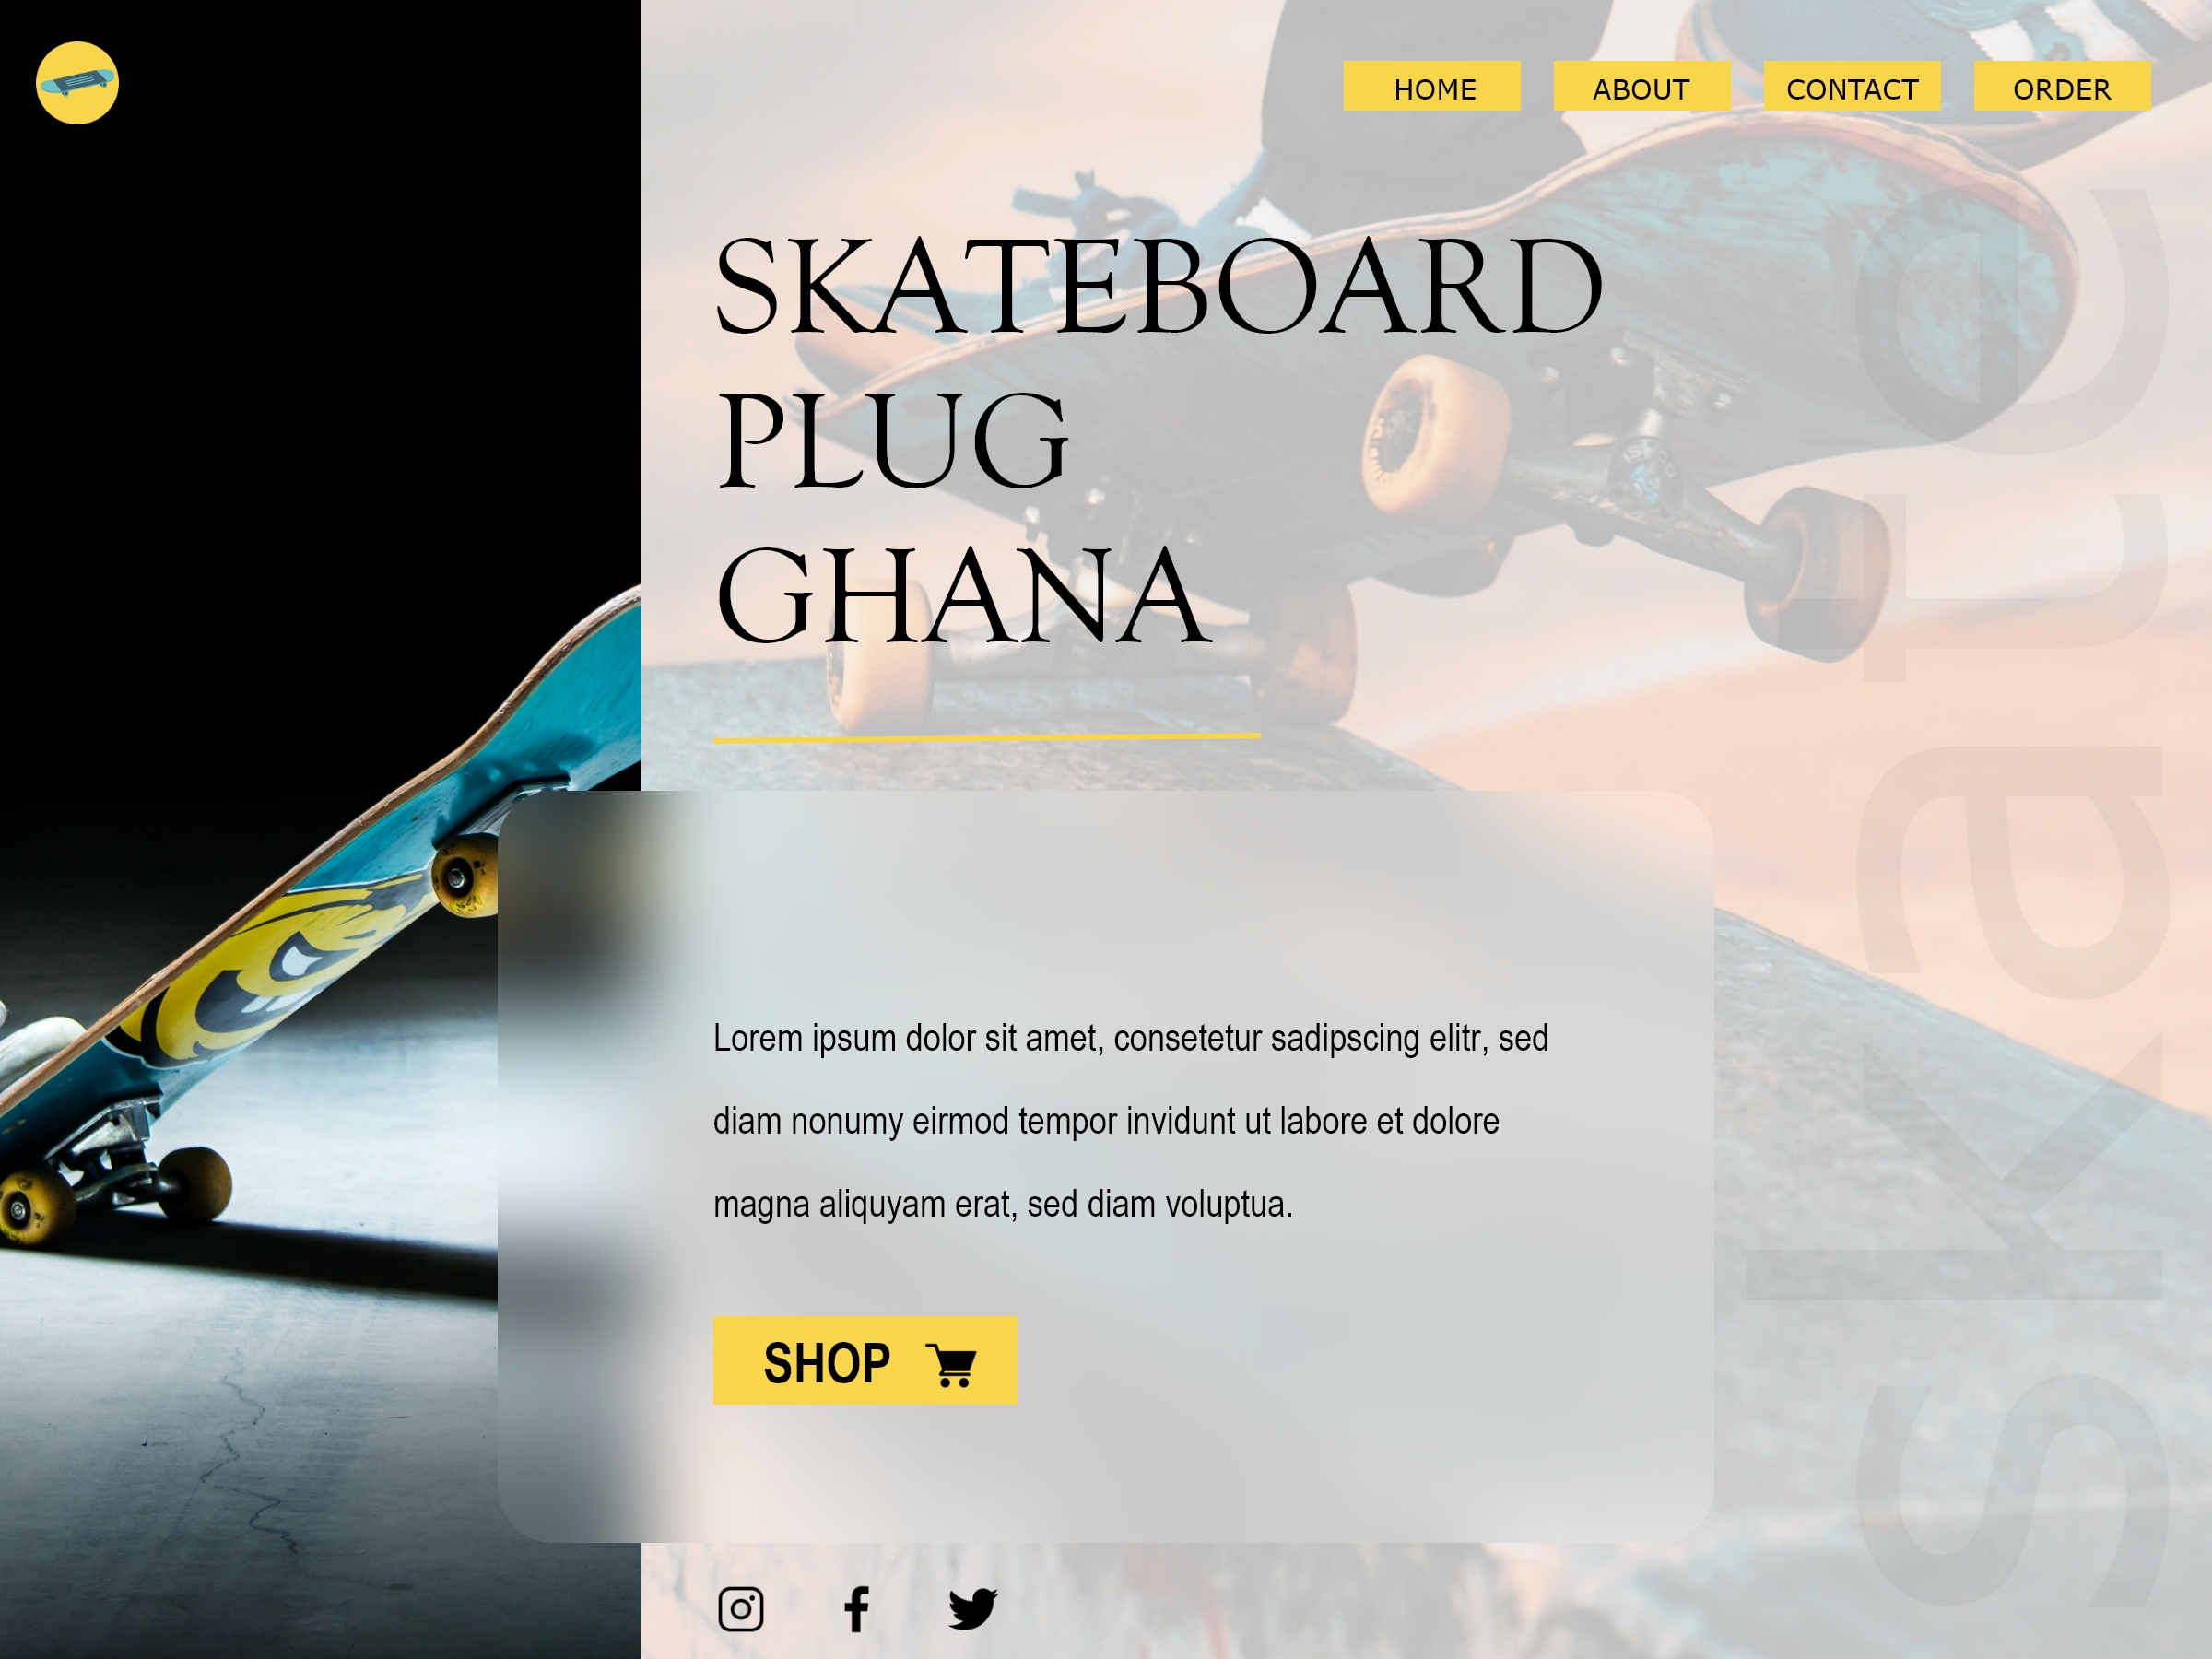 HOME ABOUT CONTACT ORDER
SKATEBOARD
PLUG
GHANA
Lorem ipsum dolor sit amet, consetetur sadipscing elitr, sed
diam nonumy eirmod tempor invidunt ut labore et dolore
magna aliquyam erat, sed diam voluptua.
SHOP
skate